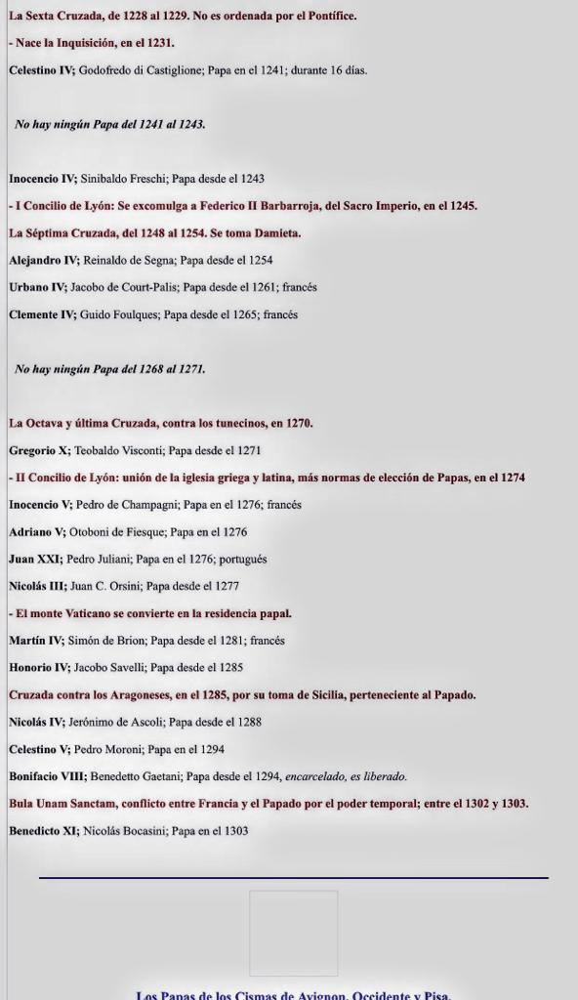 La Sexta Cruzada, de 1228 al 1229. No es ordenada por el Pontífice.
- Nace la Inquisición, en el 1231.
Celestino IV; Godofredo di Castiglione; Papa en el 1241; durante 16 días.
No hay ningún Papa del 1241 al 1243.
Inocencio IV; Sinibaldo Freschi; Papa desde el 1243
- I Concilio de Lyón: Se excomulga a Federico II Barbarroja, del Sacro Imperio, en el 1245.
La Séptima Cruzada, del 1248 al 1254. Se toma Damieta.
Alejandro IV; Reinaldo de Segna; Papa desde el 1254
Urbano IV; Jacobo de Court-Palis; Papa desde el 1261; francés
Clemente IV; Guido Foulques; Papa desde el 1265; francés
No hay ningún Papa del 1268 al 1271.
La Octava y última Cruzada, contra los tunecinos, en 1270.
Gregorio X; Teobaldo Visconti; Papa desde el 1271
- II Concilio de Lyón: unión de la iglesia griega y latina, más normas de elección de Papas, en el 1274
Inocencio V; Pedro de Champagni; Papa en el 1276; francés
Adriano V; Otoboni de Fiesque; Papa en el 1276
Juan XXI; Pedro Juliani; Papa en el 1276; portugués
Nicolás III; Juan C. Orsini; Papa desde el 1277
- El monte Vaticano se convierte en la residencia papal.
Martín IV; Simón de Brion; Papa desde el 1281; francés
Honorio IV; Jacobo Savelli; Papa desde el 1285
Cruzada contra los Aragoneses, en el 1285, por su toma de Sicilia, perteneciente al Papado.
Nicolás IV; Jerónimo de Ascoli; Papa desde el 1288
Celestino V; Pedro Moroni; Papa en el 1294
Bonifacio VIII; Benedetto Gaetani; Papa desde el 1294, encarcelado, es liberado.
Bula Unam Sanctam, conflicto entre Francia y el Papado por el poder temporal; entre el 1302 y 1303.
Benedicto XI; Nicolás Bocasini; Papa en el 1303
Los Papas de los Cismas de Avignon, Occidente y Pisa.